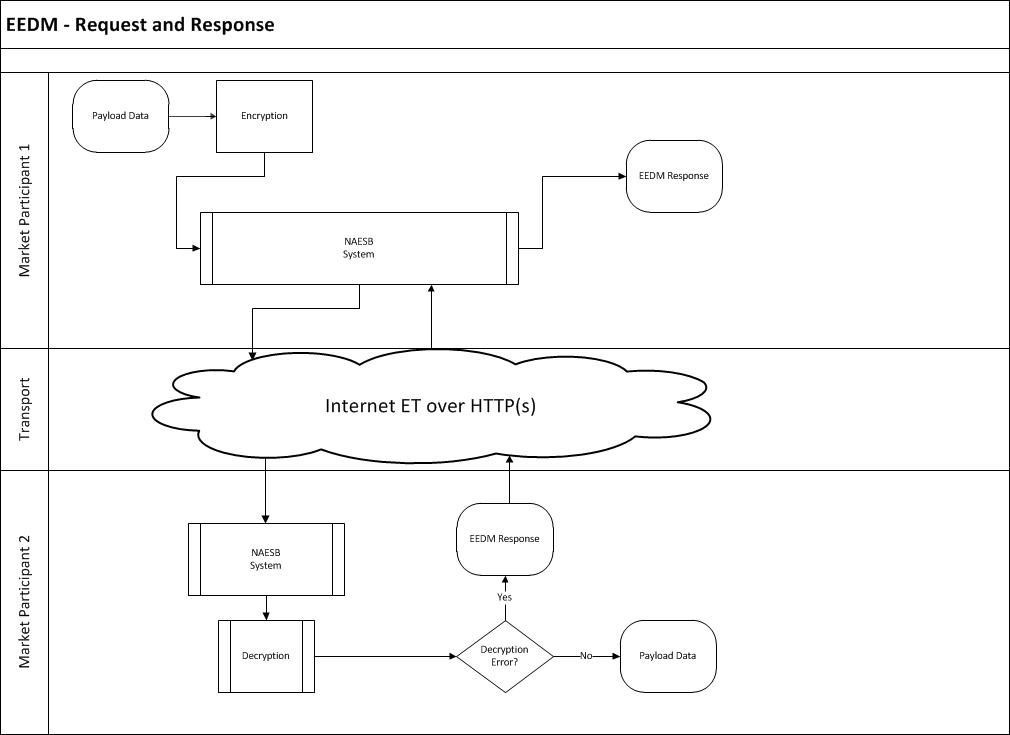 EEDM - Request and Response
Market Participant 1
Payload Data
Encryption
EEDM Response
NAESB
System
Transport
Internet ET over HTTP(s)
Market Participant 2
EEDM Response
NAESB
System
Yes
Decryption
Decryption
Error?
No
Payload Data